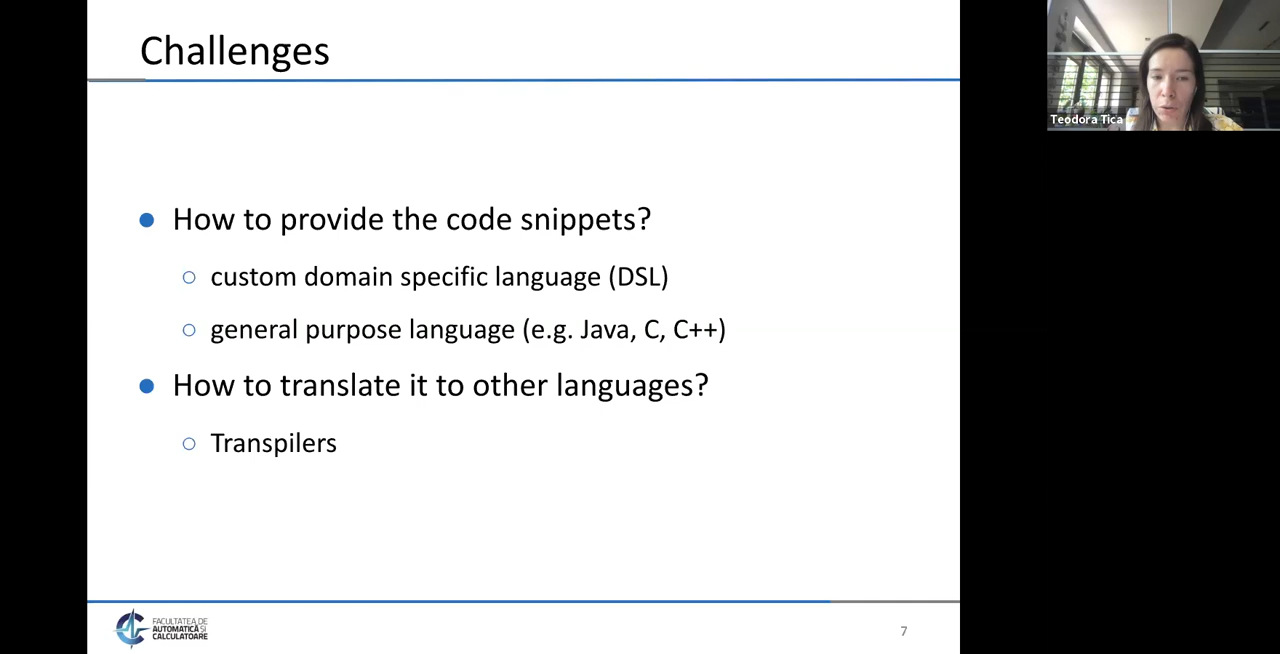 Challenges
How to provide the code snippets?
custom domain specific language (DSL)
general purpose language (e.g. Java, C, C++)
How to translate it to other languages?
Transpilers
FACULTATEA DE
AUTOMATICĂ ȘI
CALCULATOARE
7
Teodora Tica